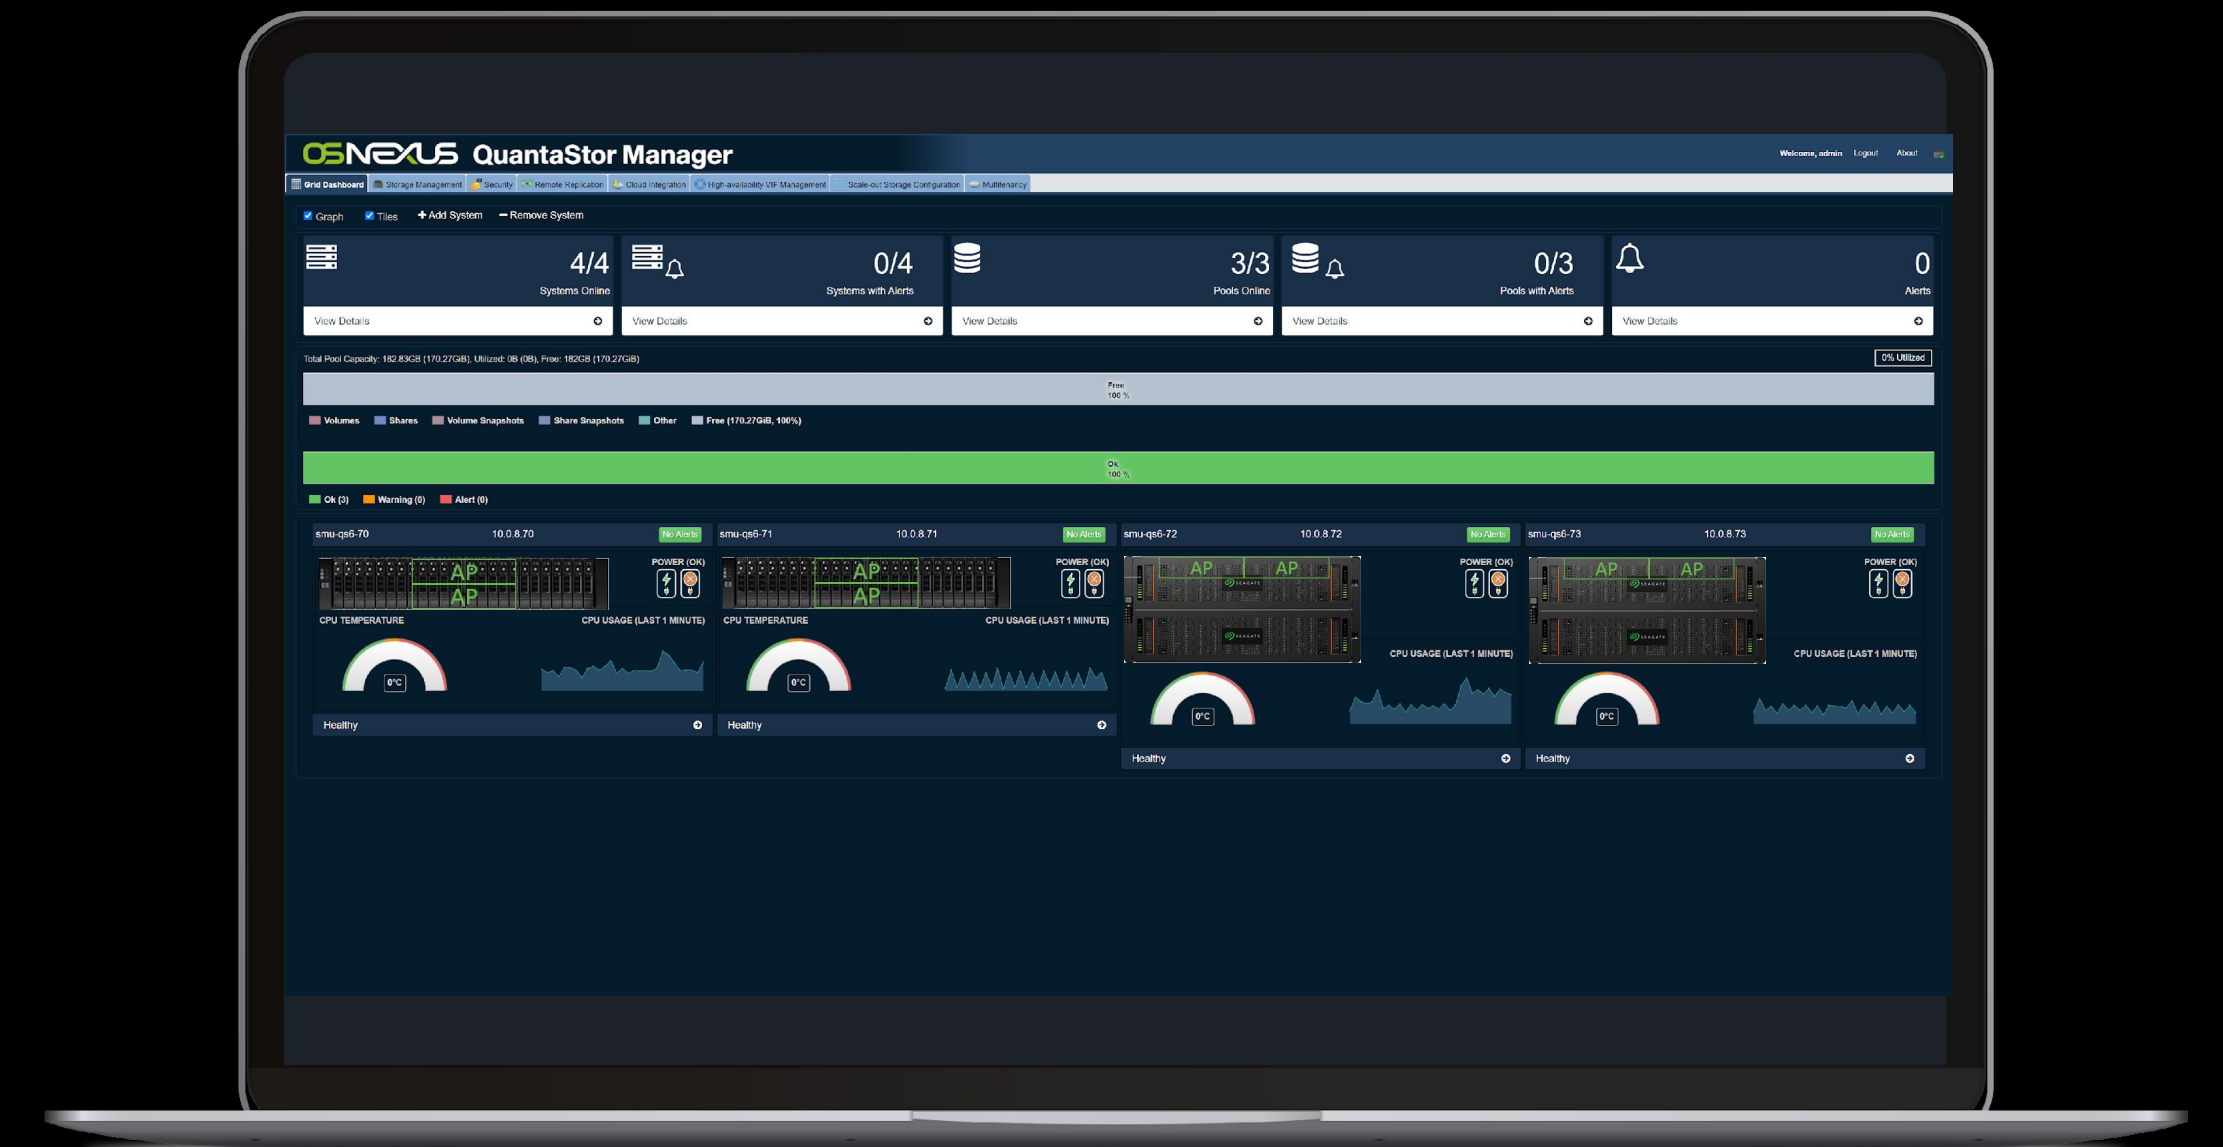 OSNEXUS QuantaStor Manager
Welcome, admin Logout About
Grid Dashboard Storage Management Security Remote Replication Cloud Integration High-availability VIF Management Scale-out Storage Configuration Multitenancy
Graph Tiles + Add System − Remove System
4/4 0/4 3/3 0/3 0
Systems Online Systems with Alerts Pools Online Pools with Alerts Alerts
View Details View Details View Details View Details View Details
Total Pool Capacity: 182.83GB (170.27GiB), Utilized: 0B (0B), Free: 182GB (170.27GiB) 0% Utilized
Free
100 %
Volumes Shares Volume Snapshots Share Snapshots Other Free (170.27GiB, 100%)
Ok
100 %
Ok (3) Warning (0) Alert (0)
smu-qs6-70 10.0.8.70 No Alerts smu-qs6-71 10.0.8.71 No Alerts smu-qs6-72 10.0.8.72 No Alerts smu-qs6-73 10.0.8.73 No Alerts
POWER (OK) POWER (OK) POWER (OK) POWER (OK)
AP AP AP AP AP AP
SEAGATE SEAGATE
AP AP
CPU TEMPERATURE CPU USAGE (LAST 1 MINUTE) CPU TEMPERATURE CPU USAGE (LAST 1 MINUTE)
SEAGATE SEAGATE
CPU USAGE (LAST 1 MINUTE) CPU USAGE (LAST 1 MINUTE)
0°C 0°C
0°C 0°C
Healthy Healthy
Healthy Healthy